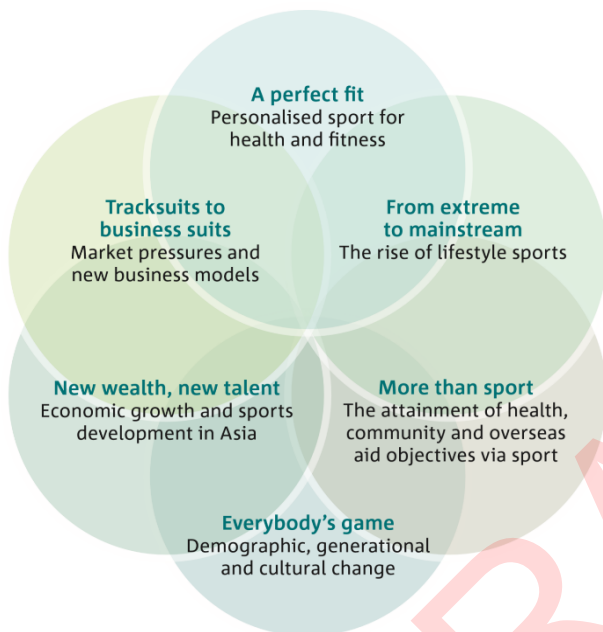 A perfect fit
Personalised sport for
health and fitness
Tracksuits to
business suits
Market pressures and
new business models
From extreme
to mainstream
The rise of lifestyle sports
New wealth, new talent
Economic growth and sports
development in Asia
More than sport
The attainment of health,
community and overseas
aid objectives via sport
Everybody's game
Demographic, generational
and cultural change